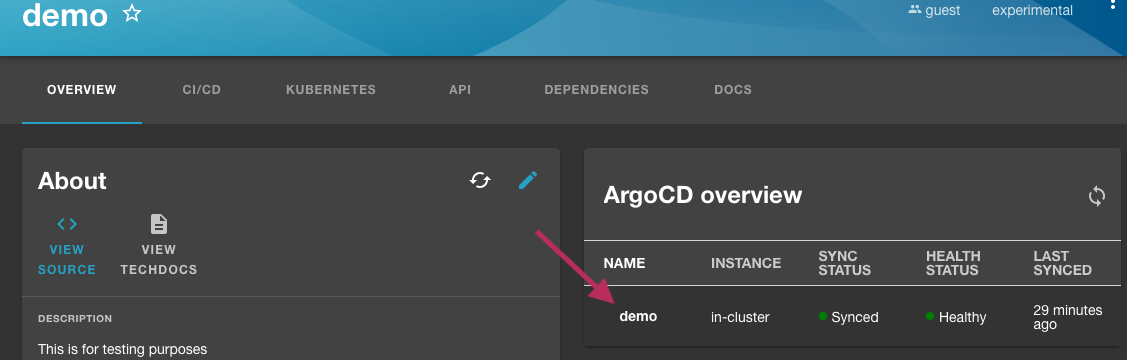 demo
guest
experimental
OVERVIEW
CI/CD
KUBERNETES
API
DEPENDENCIES
DOCS
About
VIEW
SOURCE
VIEW
TECHDOCS
DESCRIPTION
This is for testing purposes
ArgoCD overview
NAME
INSTANCE
SYNC
STATUS
HEALTH
STATUS
LAST
SYNCED
demo
in-cluster
Synced
Healthy
29 minutes
ago